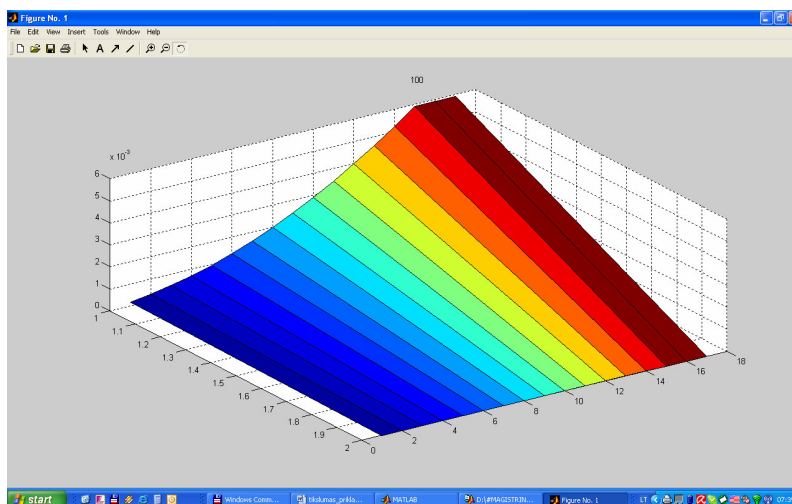 Figure No. 1
File Edit View Insert Tools Window Help
100
x 10⁻³
6
5
4
3
2
1
0
1
1.1
1.2
1.3
1.4
1.5
1.6
1.7
1.8
1.9
2
0
2
4
6
8
10
12
14
16
18
start
Windows Comm...
tikslumas_prikla...
MATLAB
D:\#MAGISTRIN...
Figure No. 1
LT